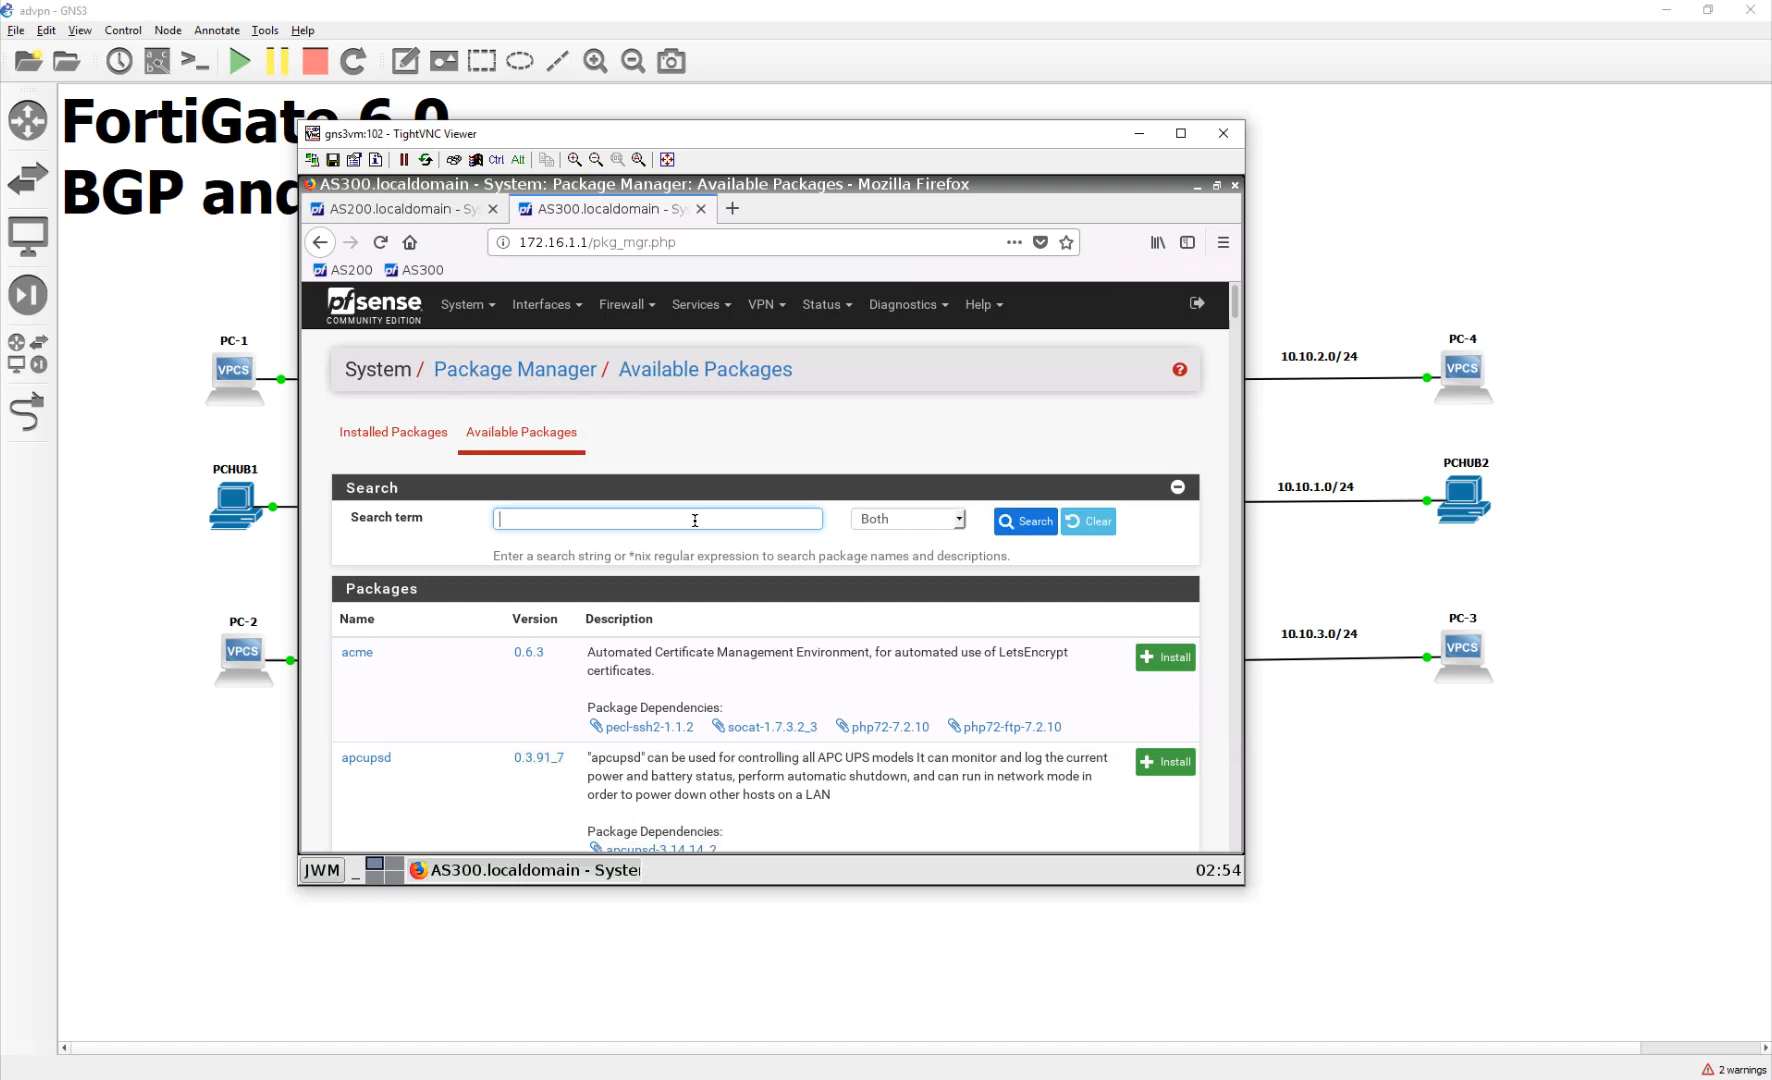 advpn - GNS3
File Edit View Control Node Annotate Tools Help
FortiGate 6.0
BGP and
gns3vm:102 - TightVNC Viewer
Ctrl Alt
AS300.localdomain - System: Package Manager: Available Packages - Mozilla Firefox
AS200.localdomain - Sy
AS300.localdomain - Sy
172.16.1.1/pkg_mgr.php
AS200 AS300
pfsense
COMMUNITY EDITION
System Interfaces Firewall Services VPN Status Diagnostics Help
System / Package Manager / Available Packages
Installed Packages Available Packages
Search
Search term Both Search Clear
Enter a search string or *nix regular expression to search package names and descriptions.
Packages
Name Version Description
acme 0.6.3 Automated Certificate Management Environment, for automated use of LetsEncrypt
certificates.
Install
Package Dependencies:
pecl-ssh2-1.1.2 socat-1.7.3.2_3 php72-7.2.10 php72-ftp-7.2.10
apcupsd 0.3.91_7 "apcupsd" can be used for controlling all APC UPS models It can monitor and log the current
power and battery status, perform automatic shutdown, and can run in network mode in
order to power down other hosts on a LAN
Install
Package Dependencies:
apcupsd-3.14.14_2
JWM
AS300.localdomain - Syste
02:54
PC-1
VPCS
PCHUB1
PC-2
VPCS
10.10.2.0/24
PC-4
VPCS
10.10.1.0/24
PCHUB2
10.10.3.0/24
PC-3
VPCS
2 warnings